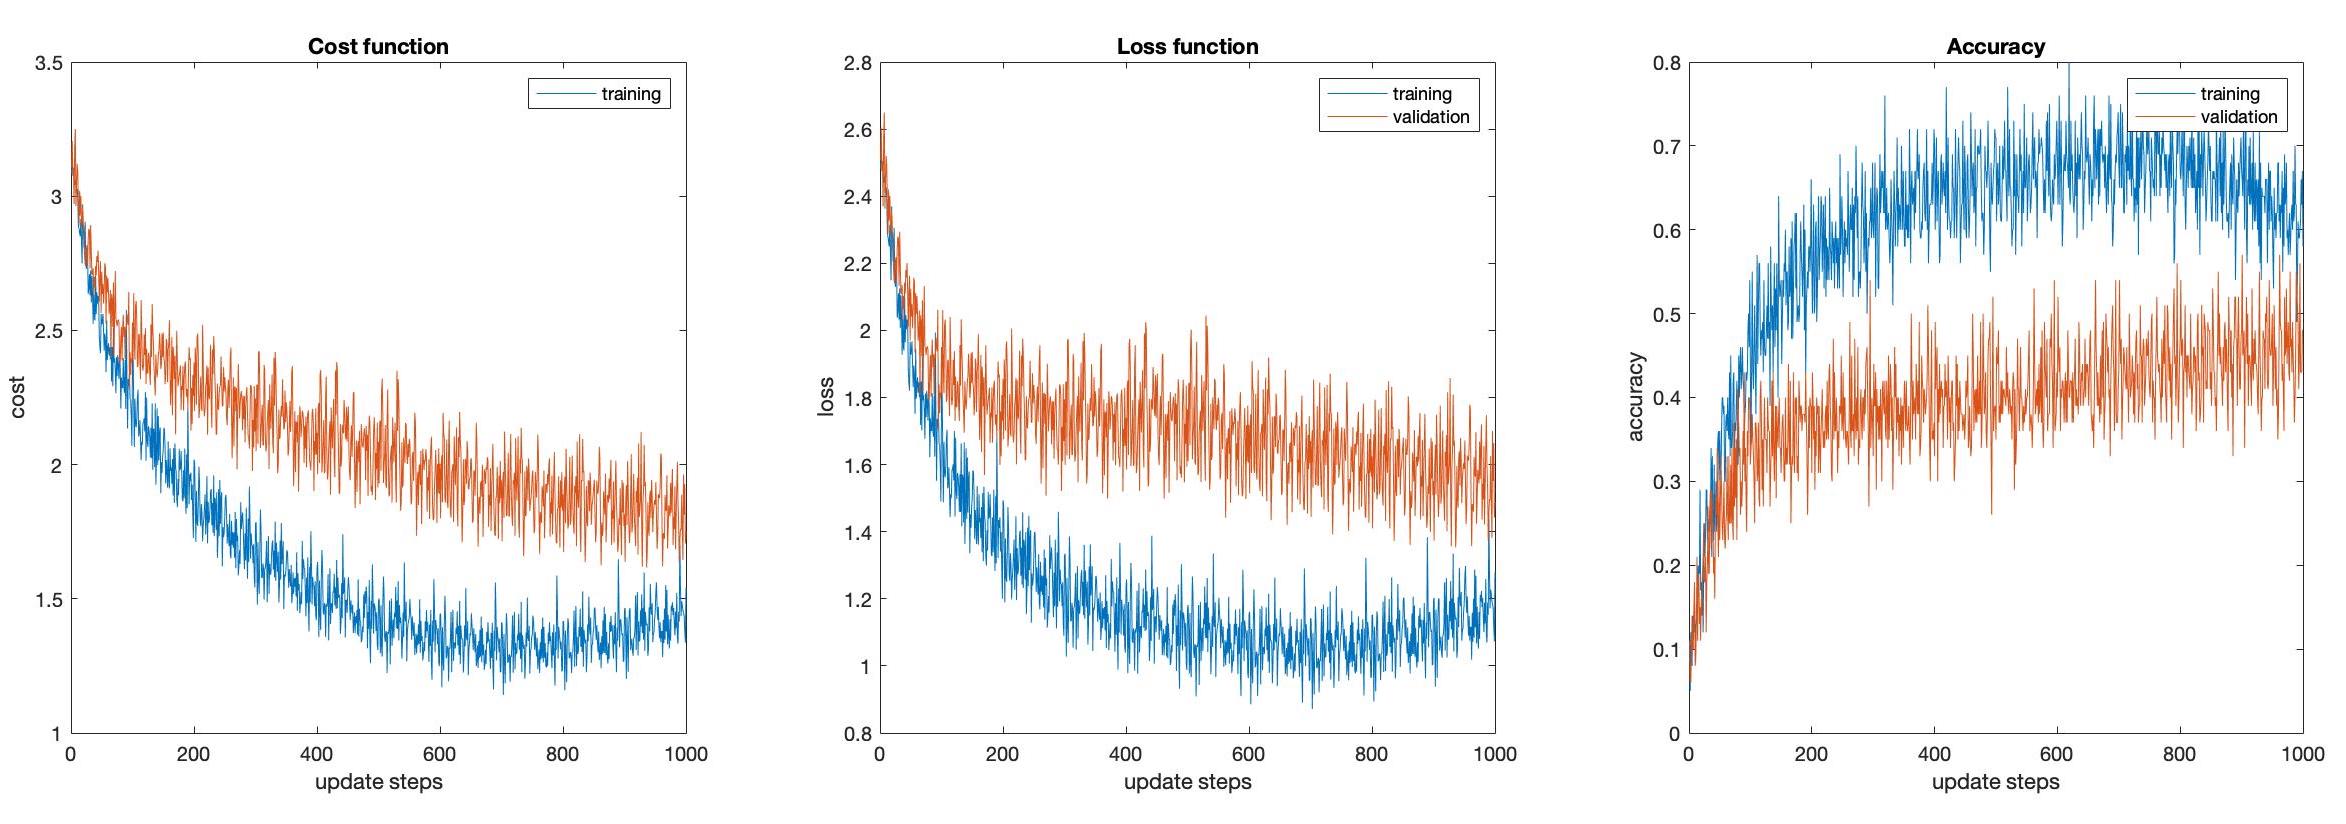 Cost function
3.5
3
2.5
2
1.5
1
cost
training
0 200 400 600 800 1000
update steps
Loss function
2.8
2.6
2.4
2.2
2
1.8
1.6
1.4
1.2
1
0.8
loss
training
validation
0 200 400 600 800 1000
update steps
Accuracy
0.8
0.7
0.6
0.5
0.4
0.3
0.2
0.1
0
accuracy
training
validation
0 200 400 600 800 1000
update steps